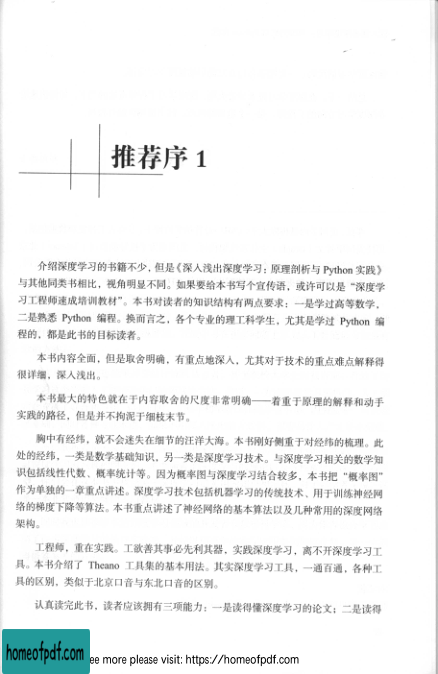 推荐序 1
介绍深度学习的书籍不少，但是《深入浅出深度学习：原理剖析与 Python 实践》
与其他同类书相比，视角明显不同。如果要给本书写个宣传语，或许可以是“深度学
习工程师速成培训教材”。本书对读者的知识结构有两点要求：一是学过高等数学，
二是熟悉 Python 编程。换而言之，各个专业的理工科学生，尤其是学过 Python 编
程的，都是此书的目标读者。
本书内容全面，但是取舍明确，有重点地深入，尤其对于技术的重点难点解释得
很详细，深入浅出。
本书最大的特色就在于内容取舍的尺度非常明确——着重于原理的解释和动手
实践的路径，但是并不拘泥于细枝末节。
胸中有经纬，就不会迷失在细节的汪洋大海。本书刚好侧重对于经纬的梳理。此
处的经纬，一类是数学基础知识，另一类是深度学习技术。与深度学习相关的数学知
识包括线性代数、概率统计等。因为概率图与深度学习结合较多，本书把“概率图”
作为单独的一章重点讲述。深度学习技术包括机器学习的传统技术、用于训练神经网
络的梯度下降等算法。本书重点讲述了神经网络的基本算法以及几种常用的深度网络
架构。
工程师，重在实践。工欲善其事必先利其器，实践深度学习，离不开深度学习工
具。本书介绍了 Theano 工具集的基本用法。其实深度学习工具，一通百通，各种工
具的区别，类似于北京口音与东北口音的区别。
认真读完此书，读者应该拥有三项能力：一是读得懂深度学习的论文；二是读得
homeofpdf.com
ee more please visit: https://homeofpdf.com